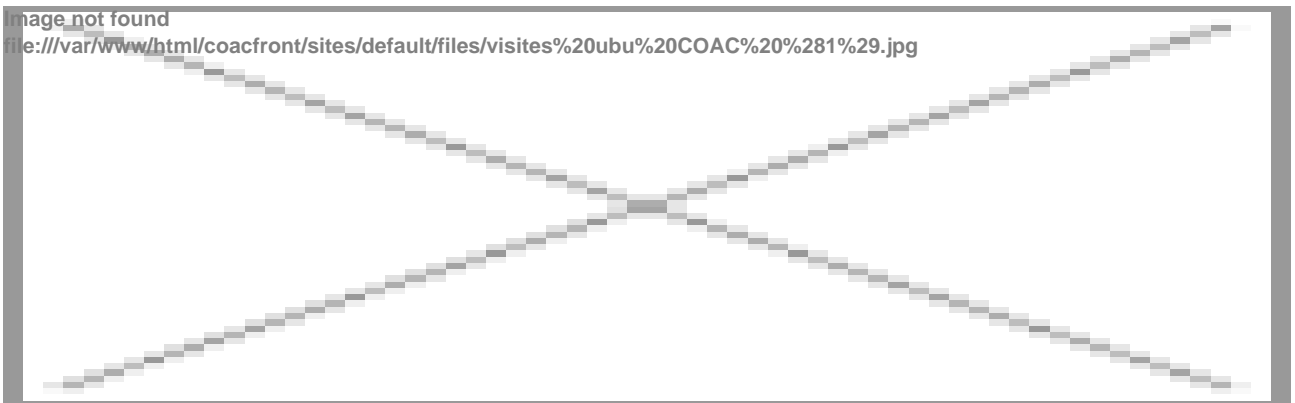 Image not found
file:///var/www/html/coacfront/sites/default/files/visites%20ubu%20COAC%20%281%29.jpg